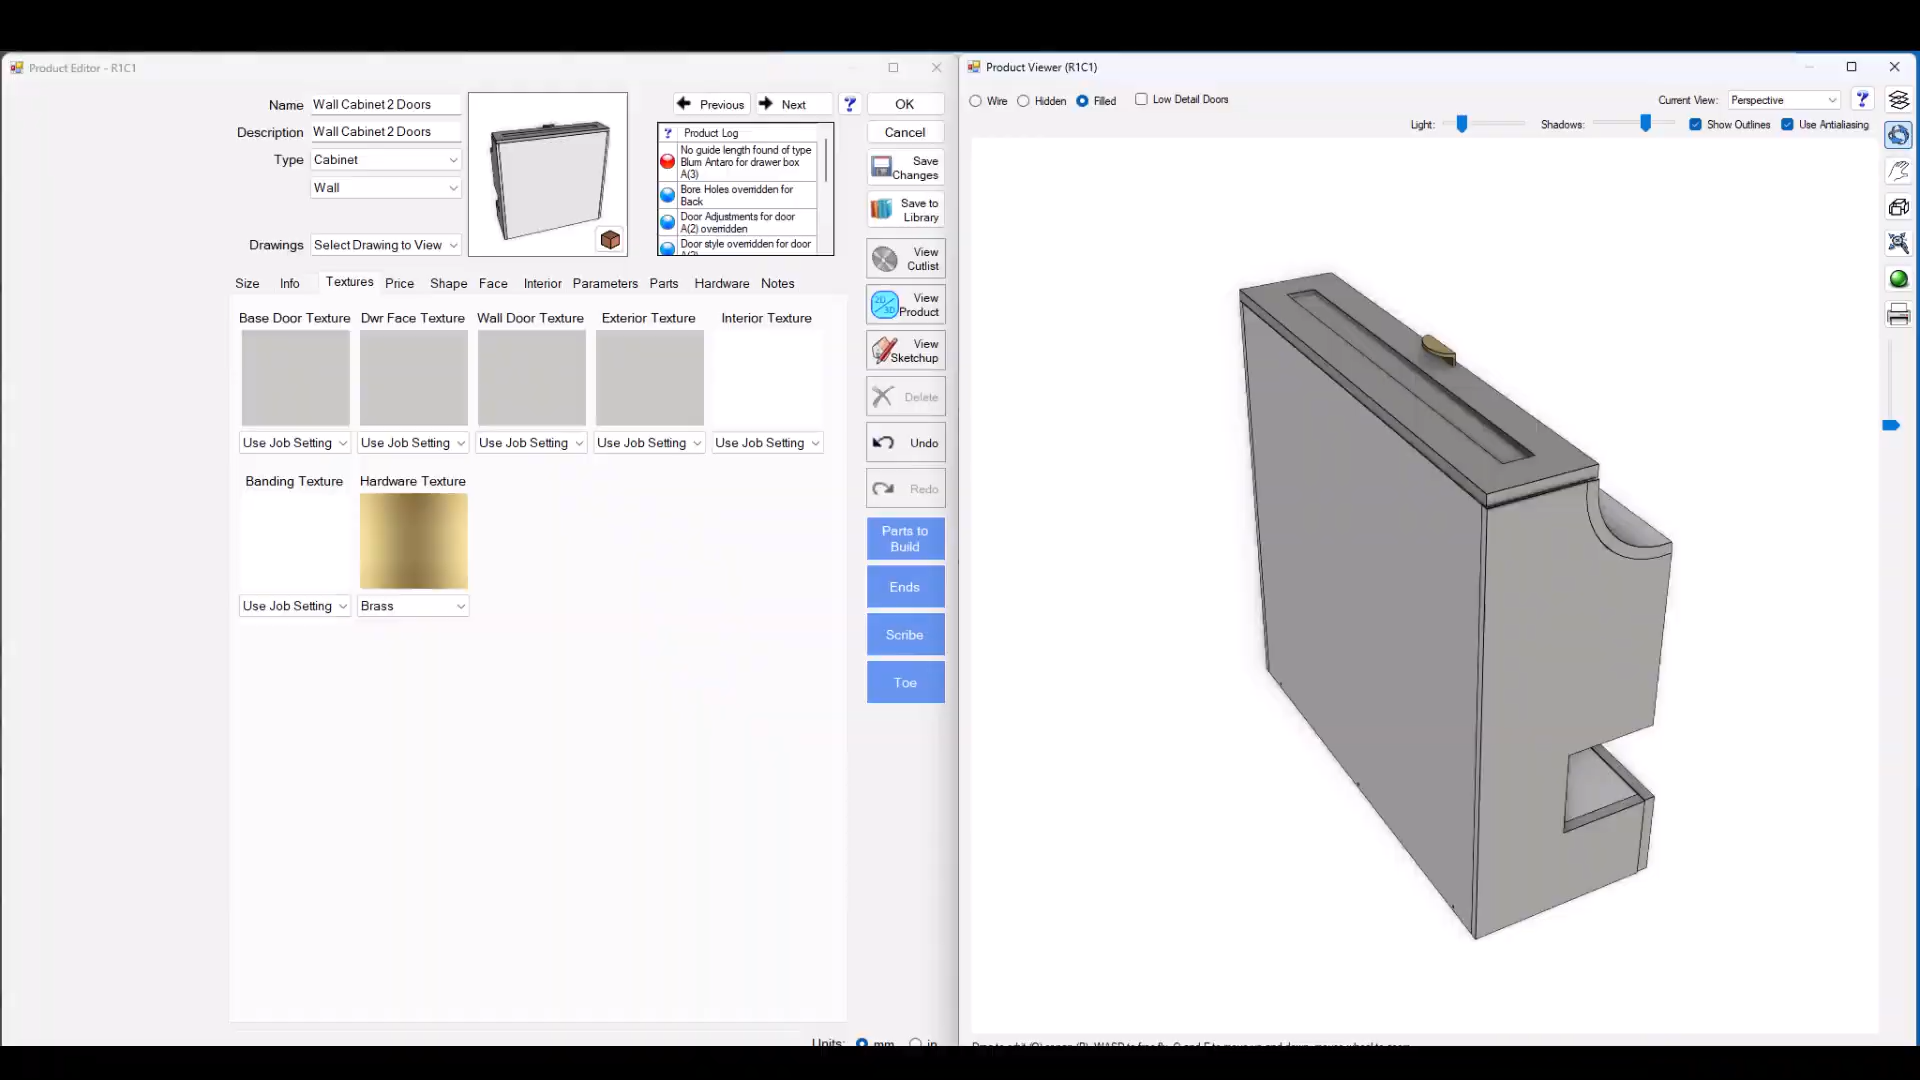 Product Editor - R1C1
Name
Wall Cabinet 2 Doors
Description
Wall Cabinet 2 Doors
Type
Cabinet
Wall
Drawings
Select Drawing to View
Previous
Next
?
OK
? Product Log
No guide length found of type
Blum Antaro for drawer box
A(3)
Bore Holes overridden for
Back
Door Adjustments for door
A(2) overridden
Door style overridden for door
Cancel
Save
Changes
Save to
Library
View
Cutlist
2D/3D
View
Product
View
Sketchup
Delete
Undo
Redo
Parts to
Build
Ends
Scribe
Toe
Size Info Textures Price Shape Face Interior Parameters Parts Hardware Notes
Base Door Texture Dwr Face Texture Wall Door Texture Exterior Texture Interior Texture
Use Job Setting Use Job Setting Use Job Setting Use Job Setting Use Job Setting
Banding Texture Hardware Texture
Use Job Setting Brass
Units: mm in
Product Viewer (R1C1)
Wire Hidden Filled Low Detail Doors
Current View: Perspective ?
Light: Shadows: Show Outlines Use Antialiasing